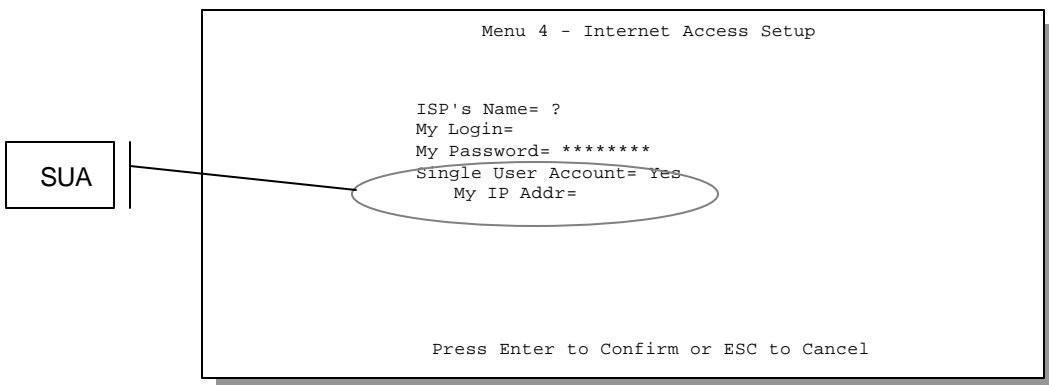 Menu 4 - Internet Access Setup
ISP's Name= ?
My Login=
My Password= ********
Single User Account= Yes
My IP Addr=
SUA
Press Enter to Confirm or ESC to Cancel